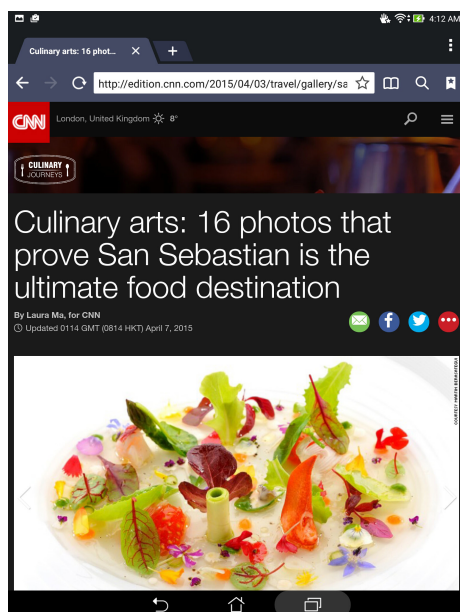 4:12 AM
Culinary arts: 16 phot...
http://edition.cnn.com/2015/04/03/travel/gallery/sa
CNN
London, United Kingdom 8°
CULINARY
JOURNEYS
Culinary arts: 16 photos that
prove San Sebastian is the
ultimate food destination
By Laura Ma, for CNN
Updated 0114 GMT (0814 HKT) April 7, 2015